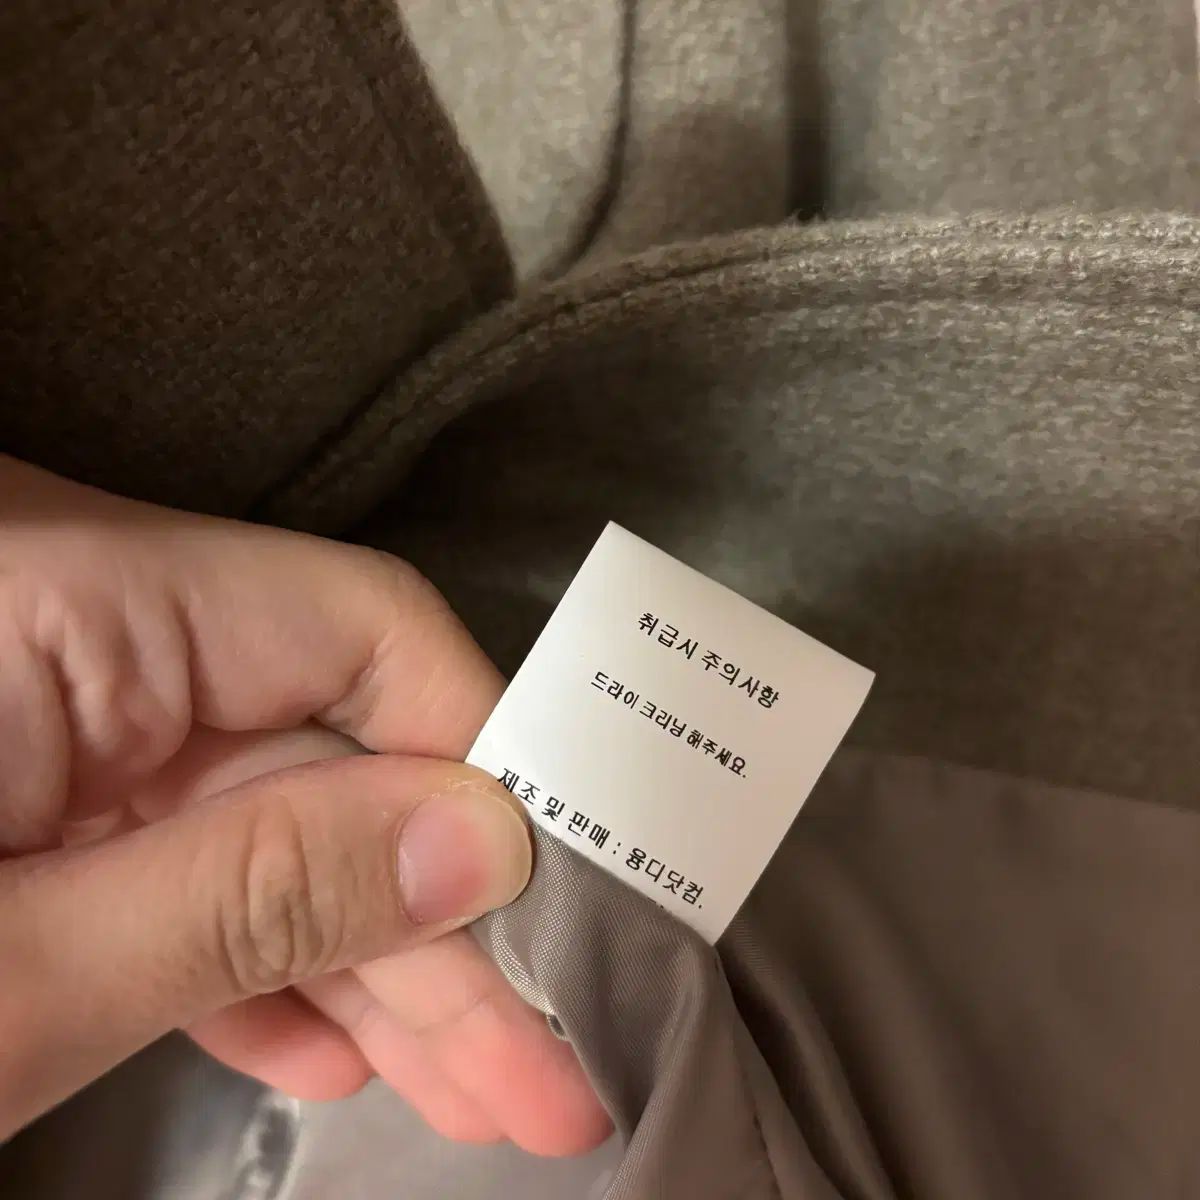 취급시 주의사항
드라이 크리닝 해주세요.
제조 및 판매 : 융디닷컴.